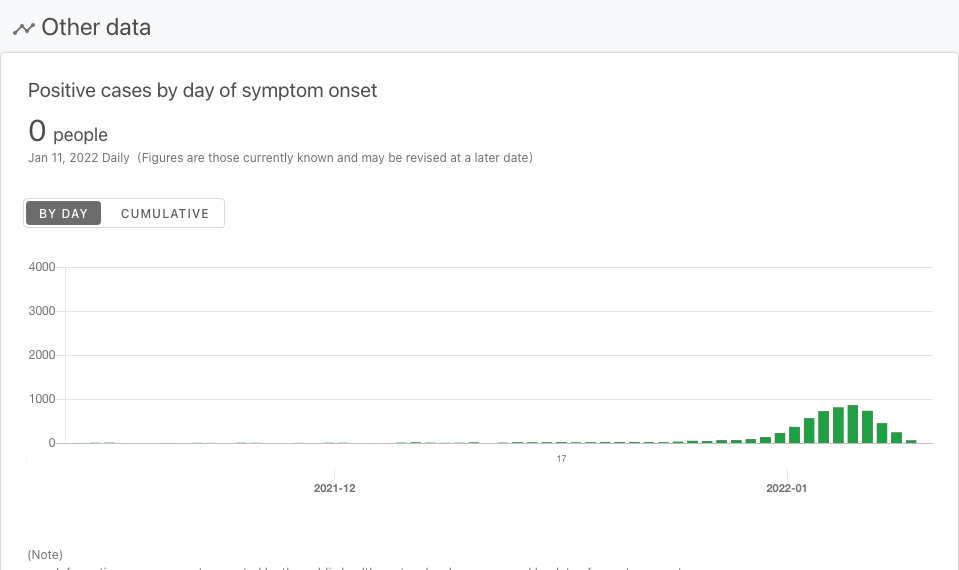 Other data
Positive cases by day of symptom onset
0 people
Jan 11, 2022 Daily (Figures are those currently known and may be revised at a later date)
BY DAY CUMULATIVE
4000
3000
2000
1000
0
17
2021-12 2022-01
(Note)